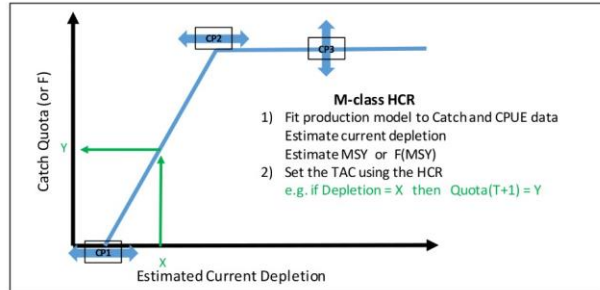 CP2
CP3
Catch Quota (or F)
M-class HCR
1) Fit production model to Catch and CPUE data
Estimate current depletion
Estimate MSY or F(MSY)
2) Set the TAC using the HCR
e.g. if Depletion = X then Quota(T+1) = Y
Y
CP1
X
Estimated Current Depletion